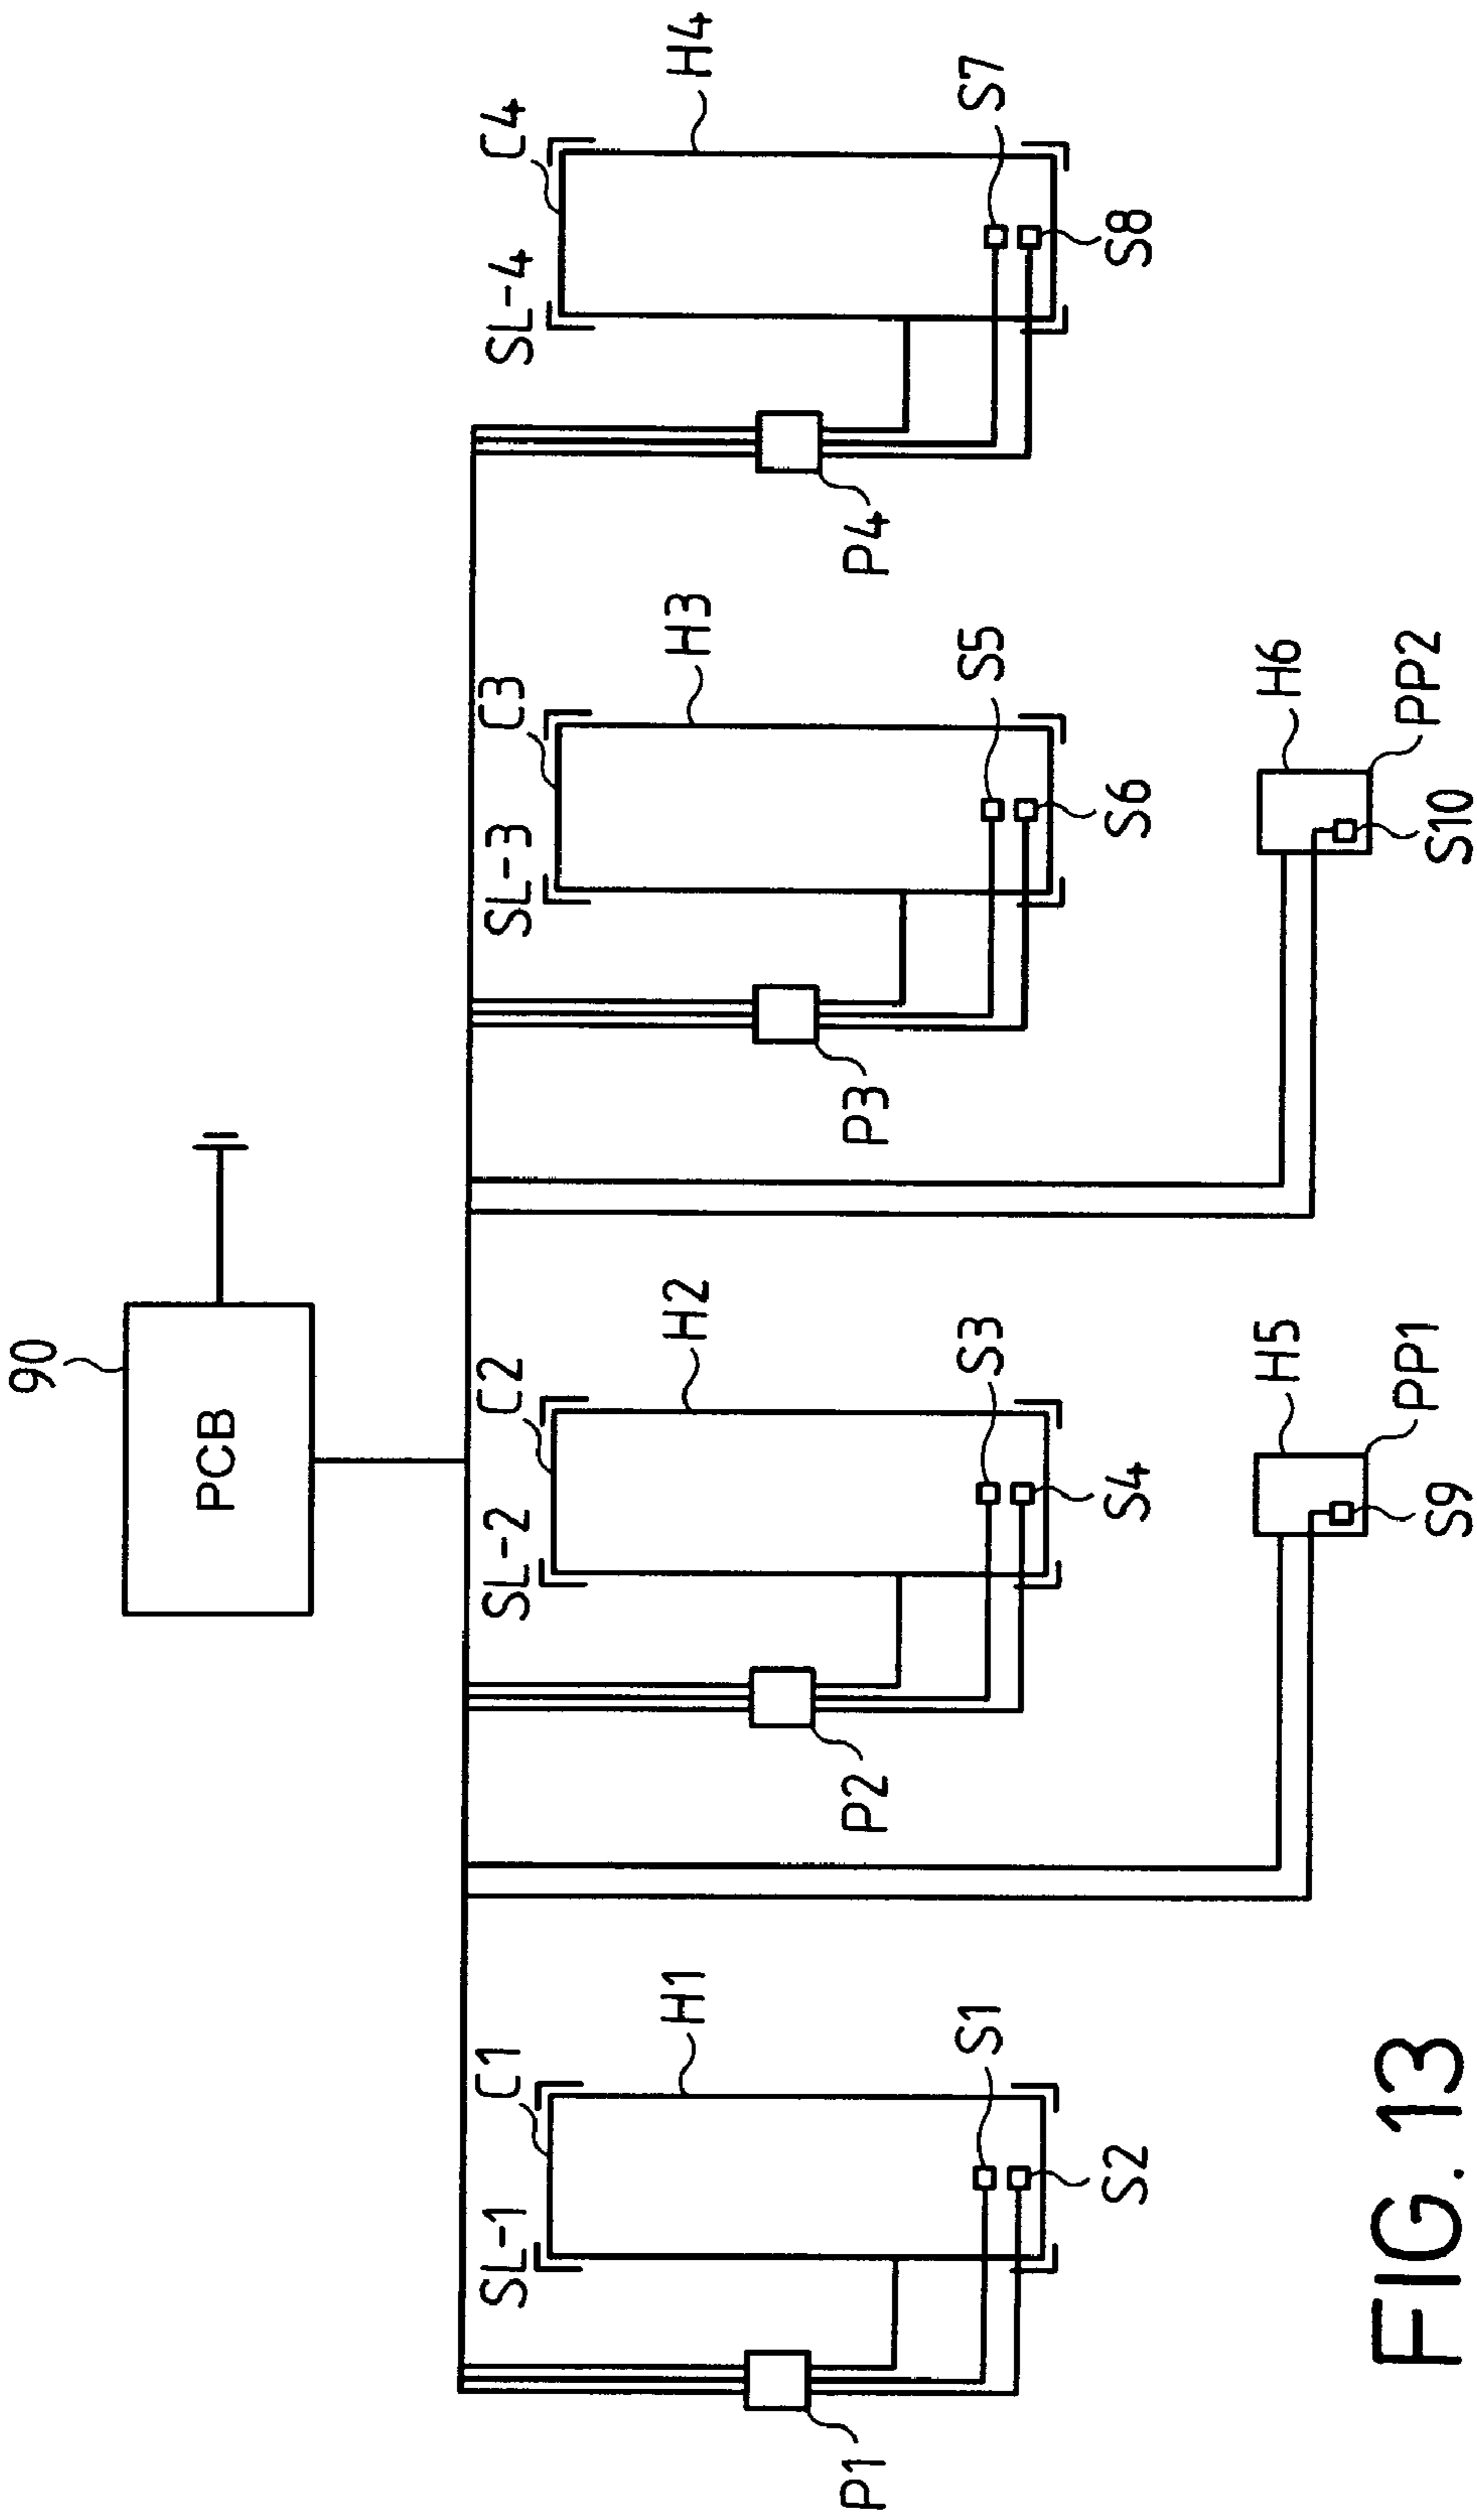 90
PCB
SL-1
C1
H1
S1
S2
P1
SL-2
C2
H2
S3
S4
P2
H5
PP1
S9
SL-3
C3
H3
S5
S6
P3
H6
PP2
S10
SL-4
C4
H4
S7
S8
P4
FIG. 13